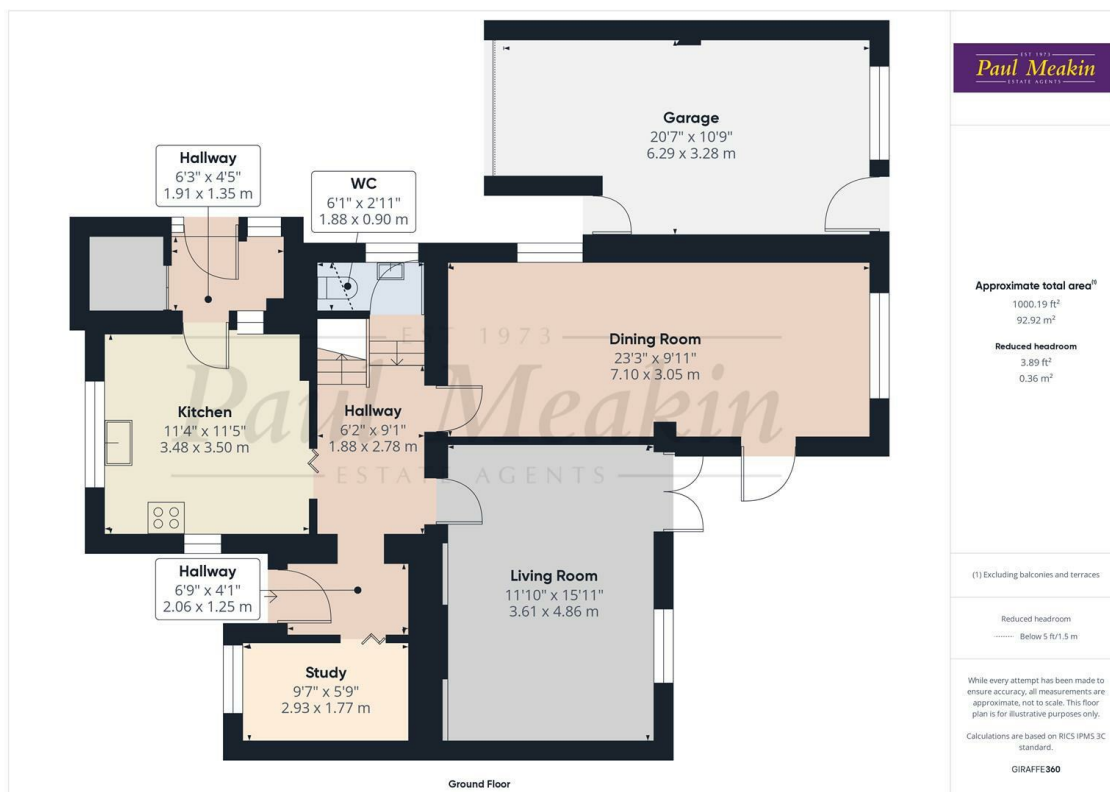 Garage
20'7" x 10'9"
6.29 x 3.28 m
Hallway
6'3" x 4'5"
1.91 x 1.35 m
WC
6'1" x 2'11"
1.88 x 0.90 m
Dining Room
23'3" x 9'11"
7.10 x 3.05 m
Kitchen
11'4" x 11'5"
3.48 x 3.50 m
Hallway
6'2" x 9'1"
1.88 x 2.78 m
Hallway
6'9" x 4'1"
2.06 x 1.25 m
Living Room
11'10" x 15'11"
3.61 x 4.86 m
Study
9'7" x 5'9"
2.93 x 1.77 m
EST 1973
Paul Meakin
ESTATE AGENTS
Ground Floor
EST 1973
Paul Meakin
ESTATE AGENTS
Approximate total area(1)
1000.19 ft²
92.92 m²
Reduced headroom
3.89 ft²
0.36 m²
(1) Excluding balconies and terraces
Reduced headroom
Below 5 ft/1.5 m
While every attempt has been made to
ensure accuracy, all measurements are
approximate, not to scale. This floor
plan is for illustrative purposes only.
Calculations are based on RICS IPMS 3C
standard.
GIRAFFE360